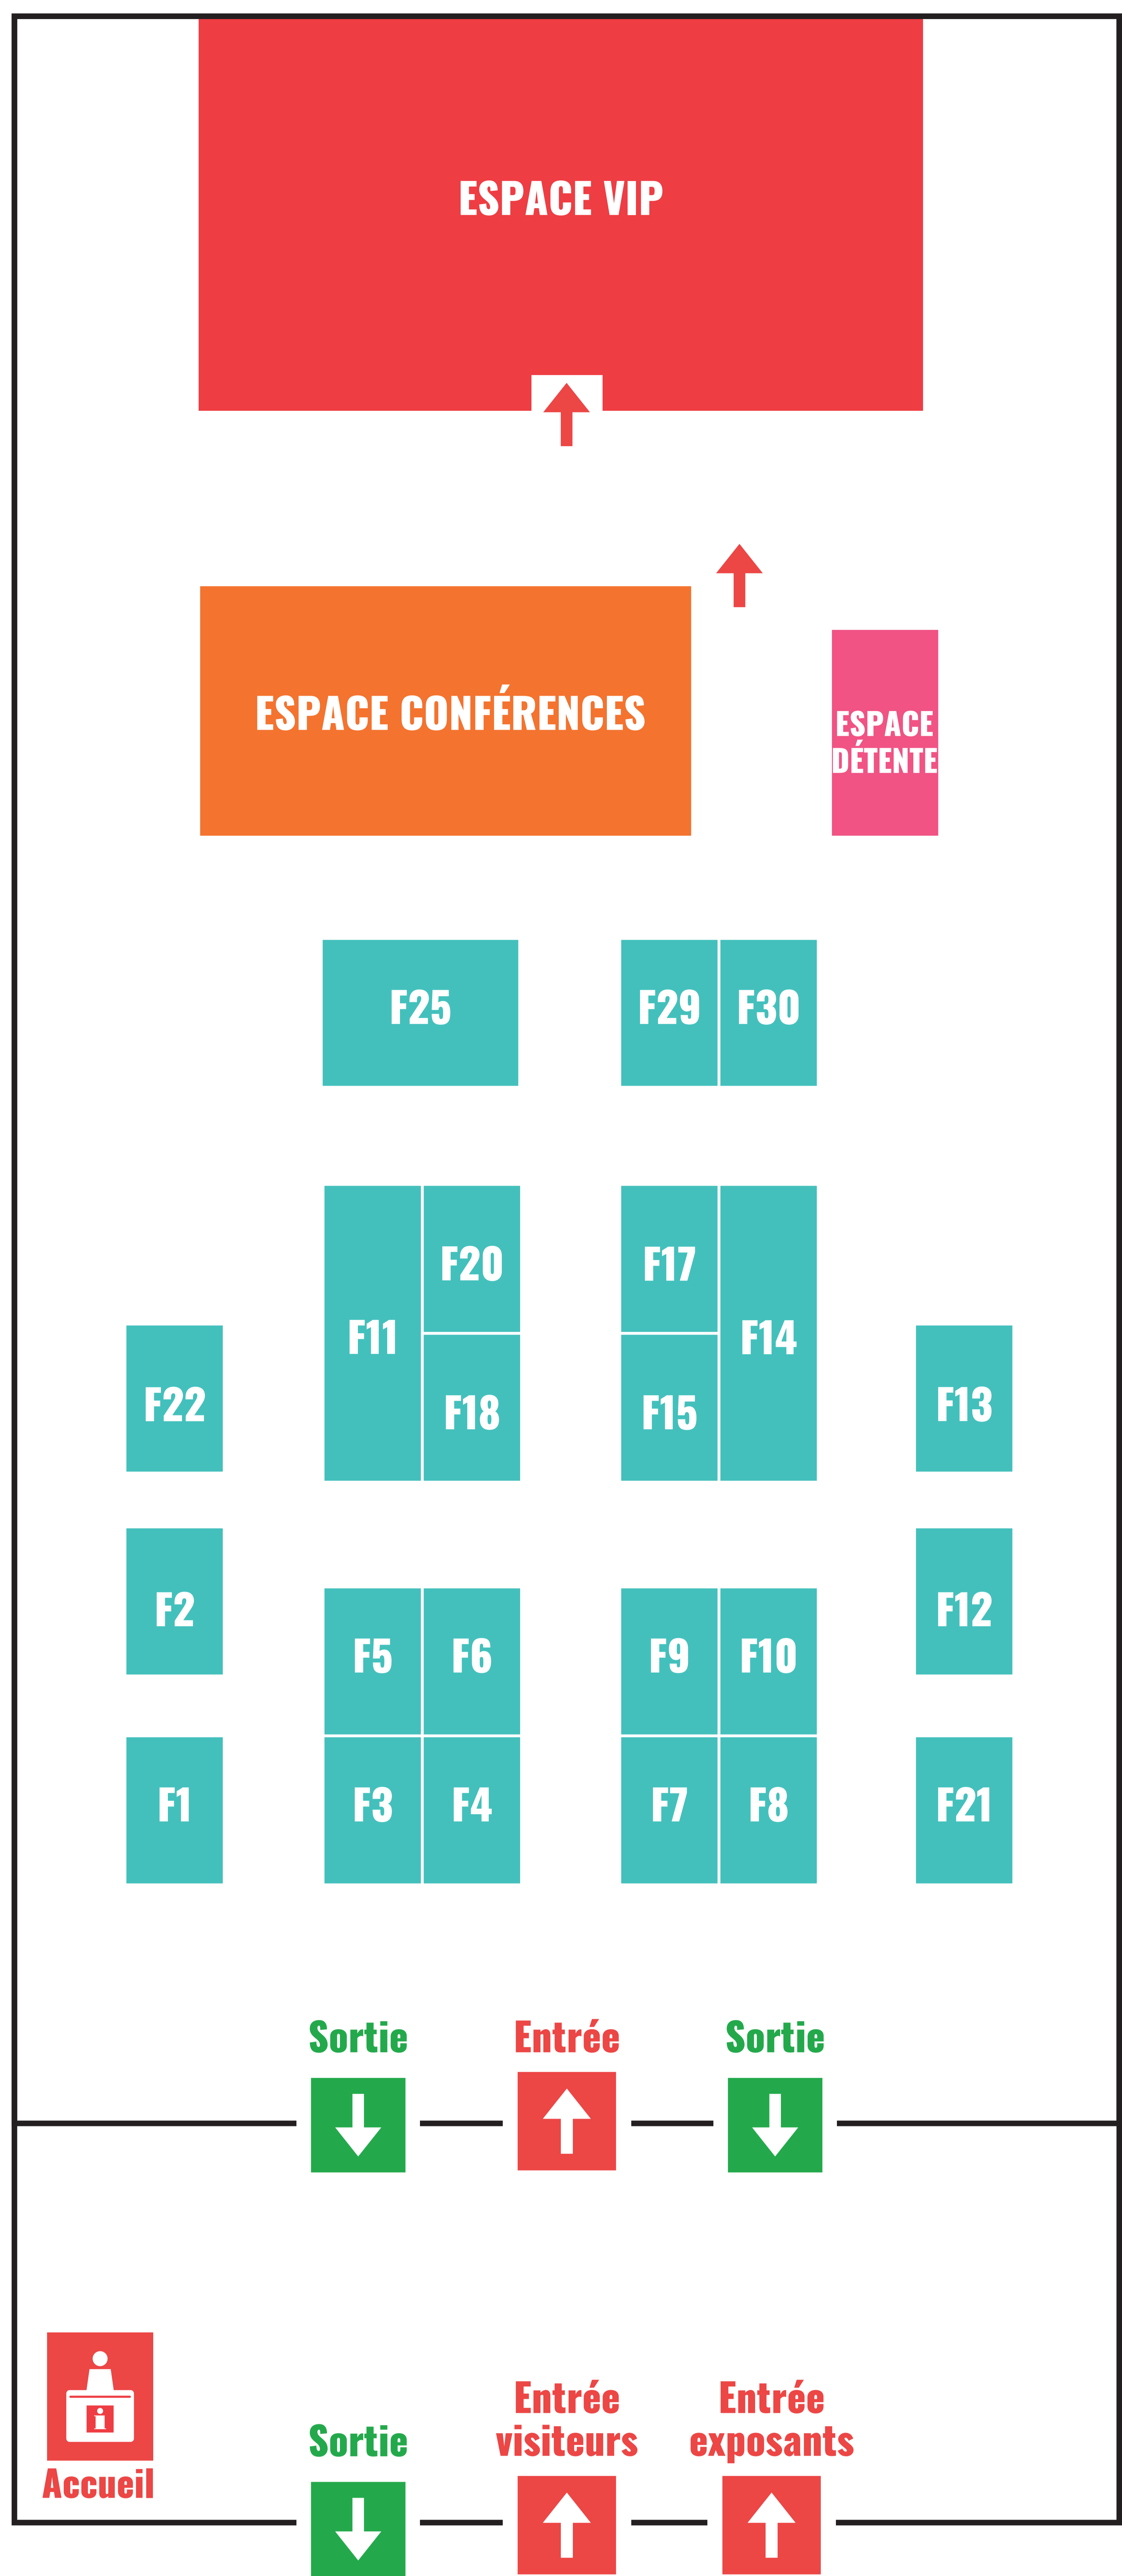 ESPACE VIP
ESPACE CONFÉRENCES
ESPACE
DÉTENTE
F25
F29
F30
F20
F17
F11
F14
F22
F18
F15
F13
F2
F12
F5
F6
F9
F10
F1
F3
F4
F7
F8
F21
Sortie
Entrée
Sortie
i
Accueil
Sortie
Entrée
visiteurs
Entrée
exposants